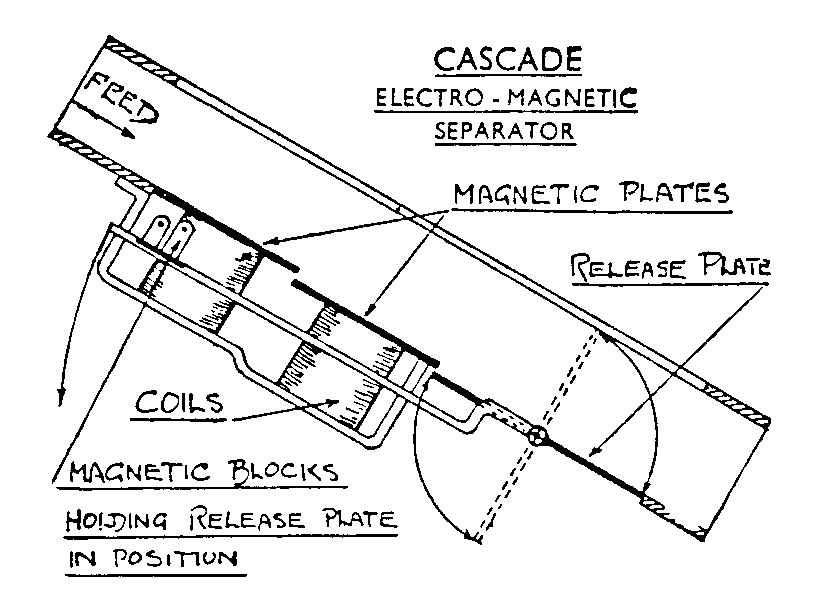 CASCADE
ELECTRO-MAGNETIC
SEPARATOR
FEED
MAGNETIC PLATES
RELEASE PLATE
COILS
MAGNETIC BLOCKS
HOLDING RELEASE PLATE
IN POSITION